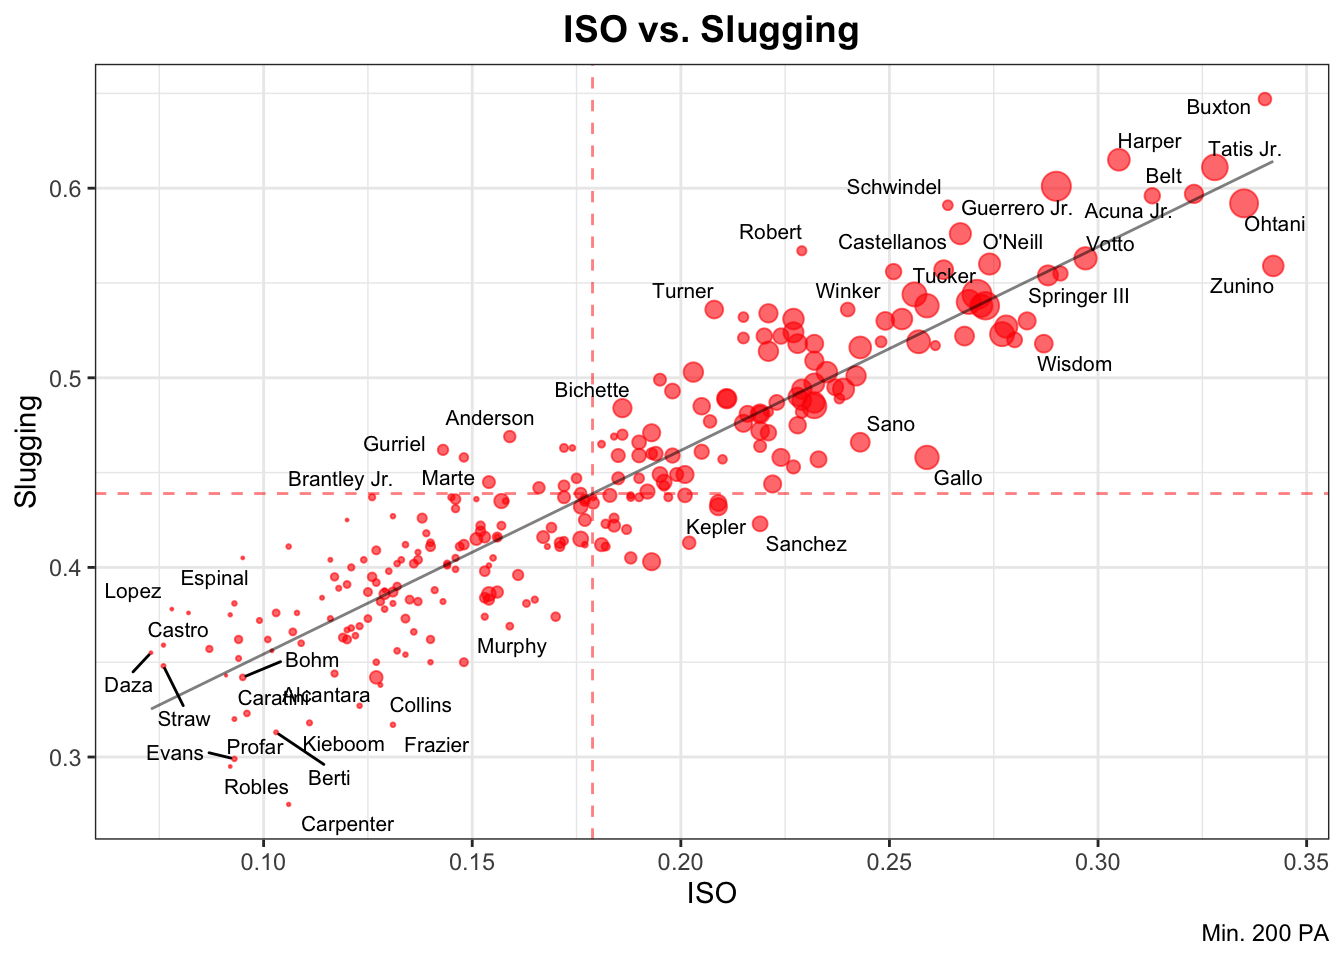 ISO vs. Slugging
Buxton
Harper
Tatis Jr.
Belt
Schwindel
Guerrero Jr.
Acuna Jr.
Ohtani
Robert
Castellanos
O'Neill
Votto
Tucker
Zunino
Turner
Winker
Springer III
Wisdom
Bichette
Anderson
Sano
Gurriel
Brantley Jr.
Marte
Gallo
Kepler
Sanchez
Espinal
Lopez
Castro
Murphy
Bohm
Daza
Caratini
Alcantara
Collins
Straw
Evans
Profar
Kieboom
Frazier
Berti
Robles
Carpenter
Slugging
0.6
0.5
0.4
0.3
0.10
0.15
0.20
0.25
0.30
0.35
ISO
Min. 200 PA